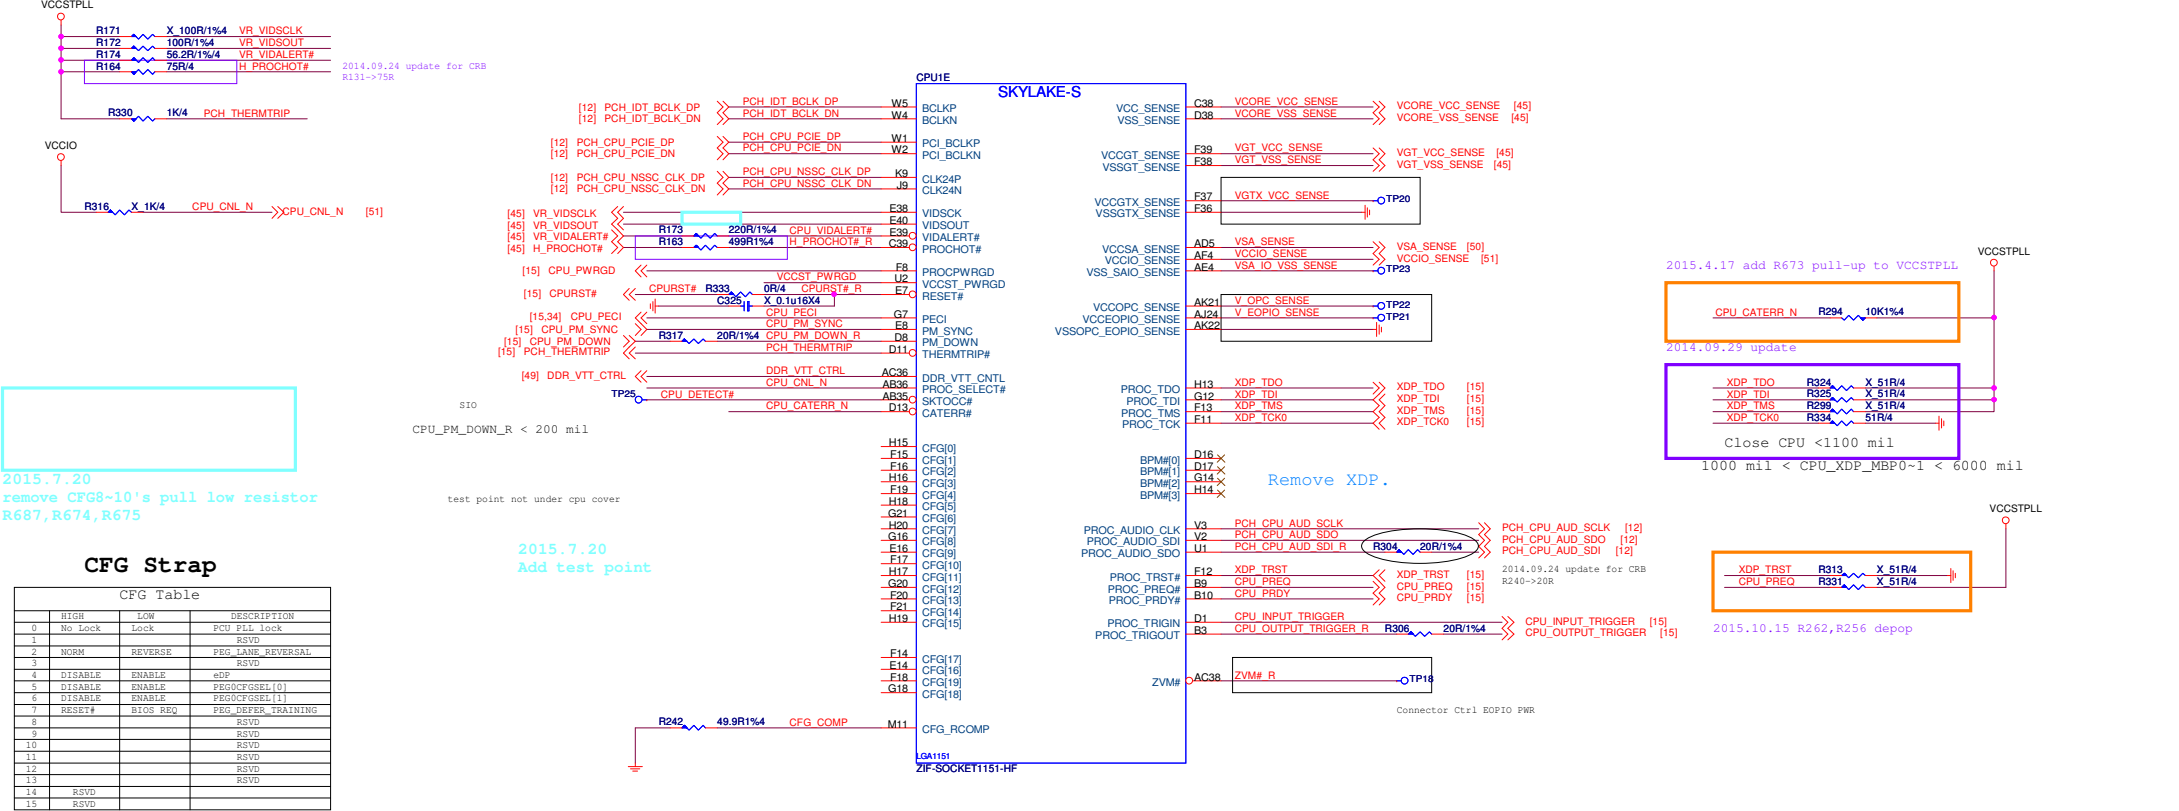 VCCSTPLL
R171 X_100R/1%4 VR_VIDSCLK
R172 100R/1%4 VR_VIDSOUT
R174 56.2R/1%/4 VR_VIDALERT#
R164 75R/4 H_PROCHOT#
2014.09.24 update for CRB
R131->75R
R330 1K/4 PCH_THERMTRIP
VCCIO
R316 X_1K/4 CPU_CNL_N CPU_CNL_N [51]
2015.7.20
remove CFG8~10's pull low resistor
R687,R674,R675
CFG Strap
CFG Table
HIGH LOW DESCRIPTION
0 No Lock Lock PCU PLL lock
1 RSVD
2 NORM REVERSE PEG_LANE_REVERSAL
3 RSVD
4 DISABLE ENABLE eDP
5 DISABLE ENABLE PEG0CFGSEL[0]
6 DISABLE ENABLE PEG0CFGSEL[1]
7 RESET# BIOS REQ PEG_DEFER_TRAINING
8 RSVD
9 RSVD
10 RSVD
11 RSVD
12 RSVD
13 RSVD
14 RSVD
15 RSVD
SIO
CPU_PM_DOWN_R < 200 mil
test point not under cpu cover
2015.7.20
Add test point
CPU1E
SKYLAKE-S
[12] PCH_IDT_BCLK_DP PCH_IDT_BCLK_DP W5 BCLKP
[12] PCH_IDT_BCLK_DN PCH_IDT_BCLK_DN W4 BCLKN
[12] PCH_CPU_PCIE_DP PCH_CPU_PCIE_DP W1 PCI_BCLKP
[12] PCH_CPU_PCIE_DN PCH_CPU_PCIE_DN W2 PCI_BCLKN
[12] PCH_CPU_NSSC_CLK_DP PCH_CPU_NSSC_CLK_DP K9 CLK24P
[12] PCH_CPU_NSSC_CLK_DN PCH_CPU_NSSC_CLK_DN J9 CLK24N
[45] VR_VIDSCLK E38 VIDSCK
[45] VR_VIDSOUT E40 VIDSOUT
[45] VR_VIDALERT# R173 220R/1%4 CPU_VIDALERT# E39 VIDALERT#
[45] H_PROCHOT# R163 499R1%4 H_PROCHOT#_R C39 PROCHOT#
[15] CPU_PWRGD F8 PROCPWRGD
VCCST_PWRGD U2 VCCST_PWRGD
[15] CPURST# CPURST# R333 0R/4 CPURST#_R E7 RESET#
C325 X_0.1u16X4
[15,34] CPU_PECI CPU_PECI G7 PECI
[15] CPU_PM_SYNC CPU_PM_SYNC E8 PM_SYNC
[15] CPU_PM_DOWN R317 20R/1%4 CPU_PM_DOWN_R D8 PM_DOWN
[15] PCH_THERMTRIP PCH_THERMTRIP D11 THERMTRIP#
[49] DDR_VTT_CTRL DDR_VTT_CTRL AC36 DDR_VTT_CNTL
CPU_CNL_N AB36 PROC_SELECT#
TP25 CPU_DETECT# AB35 SKTOCC#
CPU_CATERR_N D13 CATERR#
H15 CFG[0]
F15 CFG[1]
F16 CFG[2]
H16 CFG[3]
F19 CFG[4]
H18 CFG[5]
G21 CFG[6]
H20 CFG[7]
G16 CFG[8]
E16 CFG[9]
F17 CFG[10]
H17 CFG[11]
G20 CFG[12]
F20 CFG[13]
F21 CFG[14]
H19 CFG[15]
F14 CFG[17]
E14 CFG[16]
F18 CFG[19]
G18 CFG[18]
R242 49.9R1%4 CFG_COMP M11 CFG_RCOMP
LGA1151
ZIF-SOCKET1151-HF
VCC_SENSE C38 VCORE_VCC_SENSE VCORE_VCC_SENSE [45]
VSS_SENSE D38 VCORE_VSS_SENSE VCORE_VSS_SENSE [45]
VCCGT_SENSE F39 VGT_VCC_SENSE VGT_VCC_SENSE [45]
VSSGT_SENSE F38 VGT_VSS_SENSE VGT_VSS_SENSE [45]
VCCGTX_SENSE F37 VGTX_VCC_SENSE TP20
VSSGTX_SENSE F36
VCCSA_SENSE AD5 VSA_SENSE VSA_SENSE [50]
VCCIO_SENSE AF4 VCCIO_SENSE VCCIO_SENSE [51]
VSS_SAIO_SENSE AE4 VSA_IO_VSS_SENSE TP23
VCCOPC_SENSE AK21 V_OPC_SENSE TP22
VCCEOPIO_SENSE AJ24 V_EOPIO_SENSE TP21
VSSOPC_EOPIO_SENSE AK22
PROC_TDO H13 XDP_TDO XDP_TDO [15]
PROC_TDI G12 XDP_TDI XDP_TDI [15]
PROC_TMS F13 XDP_TMS XDP_TMS [15]
PROC_TCK F11 XDP_TCK0 XDP_TCK0 [15]
BPM#[0] D16
BPM#[1] D17
BPM#[2] G14
BPM#[3] H14
Remove XDP.
PROC_AUDIO_CLK V3 PCH_CPU_AUD_SCLK PCH_CPU_AUD_SCLK [12]
PROC_AUDIO_SDI V2 PCH_CPU_AUD_SDO PCH_CPU_AUD_SDO [12]
PROC_AUDIO_SDO U1 PCH_CPU_AUD_SDI_R R304 20R/1%4 PCH_CPU_AUD_SDI [12]
2014.09.24 update for CRB
R240->20R
PROC_TRST# F12 XDP_TRST XDP_TRST [15]
PROC_PREQ# B9 CPU_PREQ CPU_PREQ [15]
PROC_PRDY# B10 CPU_PRDY CPU_PRDY [15]
PROC_TRIGIN D1 CPU_INPUT_TRIGGER CPU_INPUT_TRIGGER [15]
PROC_TRIGOUT B3 CPU_OUTPUT_TRIGGER_R R306 20R/1%4 CPU_OUTPUT_TRIGGER [15]
ZVM# AC38 ZVM#_R TP18
Connector Ctrl EOPIO PWR
VCCSTPLL
2015.4.17 add R673 pull-up to VCCSTPLL
CPU_CATERR_N R294 10K1%4
2014.09.29 update
XDP_TDO R324 X_51R/4
XDP_TDI R325 X_51R/4
XDP_TMS R299 X_51R/4
XDP_TCK0 R334 51R/4
Close CPU <1100 mil
1000 mil < CPU_XDP_MBP0~1 < 6000 mil
VCCSTPLL
XDP_TRST R313 X_51R/4
CPU_PREQ R331 X_51R/4
2015.10.15 R262,R256 depop